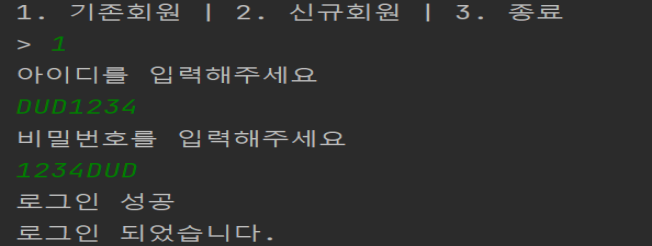 1. 기존회원 | 2. 신규회원 | 3. 종료
> 1
아이디를 입력해주세요
DUD1234
비밀번호를 입력해주세요
1234DUD
로그인 성공
로그인 되었습니다.